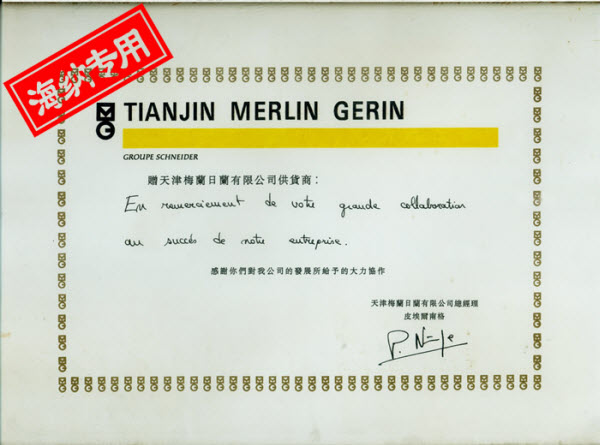 海纳专用
TIANJIN MERLIN GERIN
GROUPE SCHNEIDER
贈天津梅蘭日蘭有限公司供貨商:
En remerciement de votre grande collaboration
au succés de notre entreprise.
感謝你們對我公司的發展所給予的大力協作
天津梅蘭日蘭有限公司總經理
皮埃爾南格